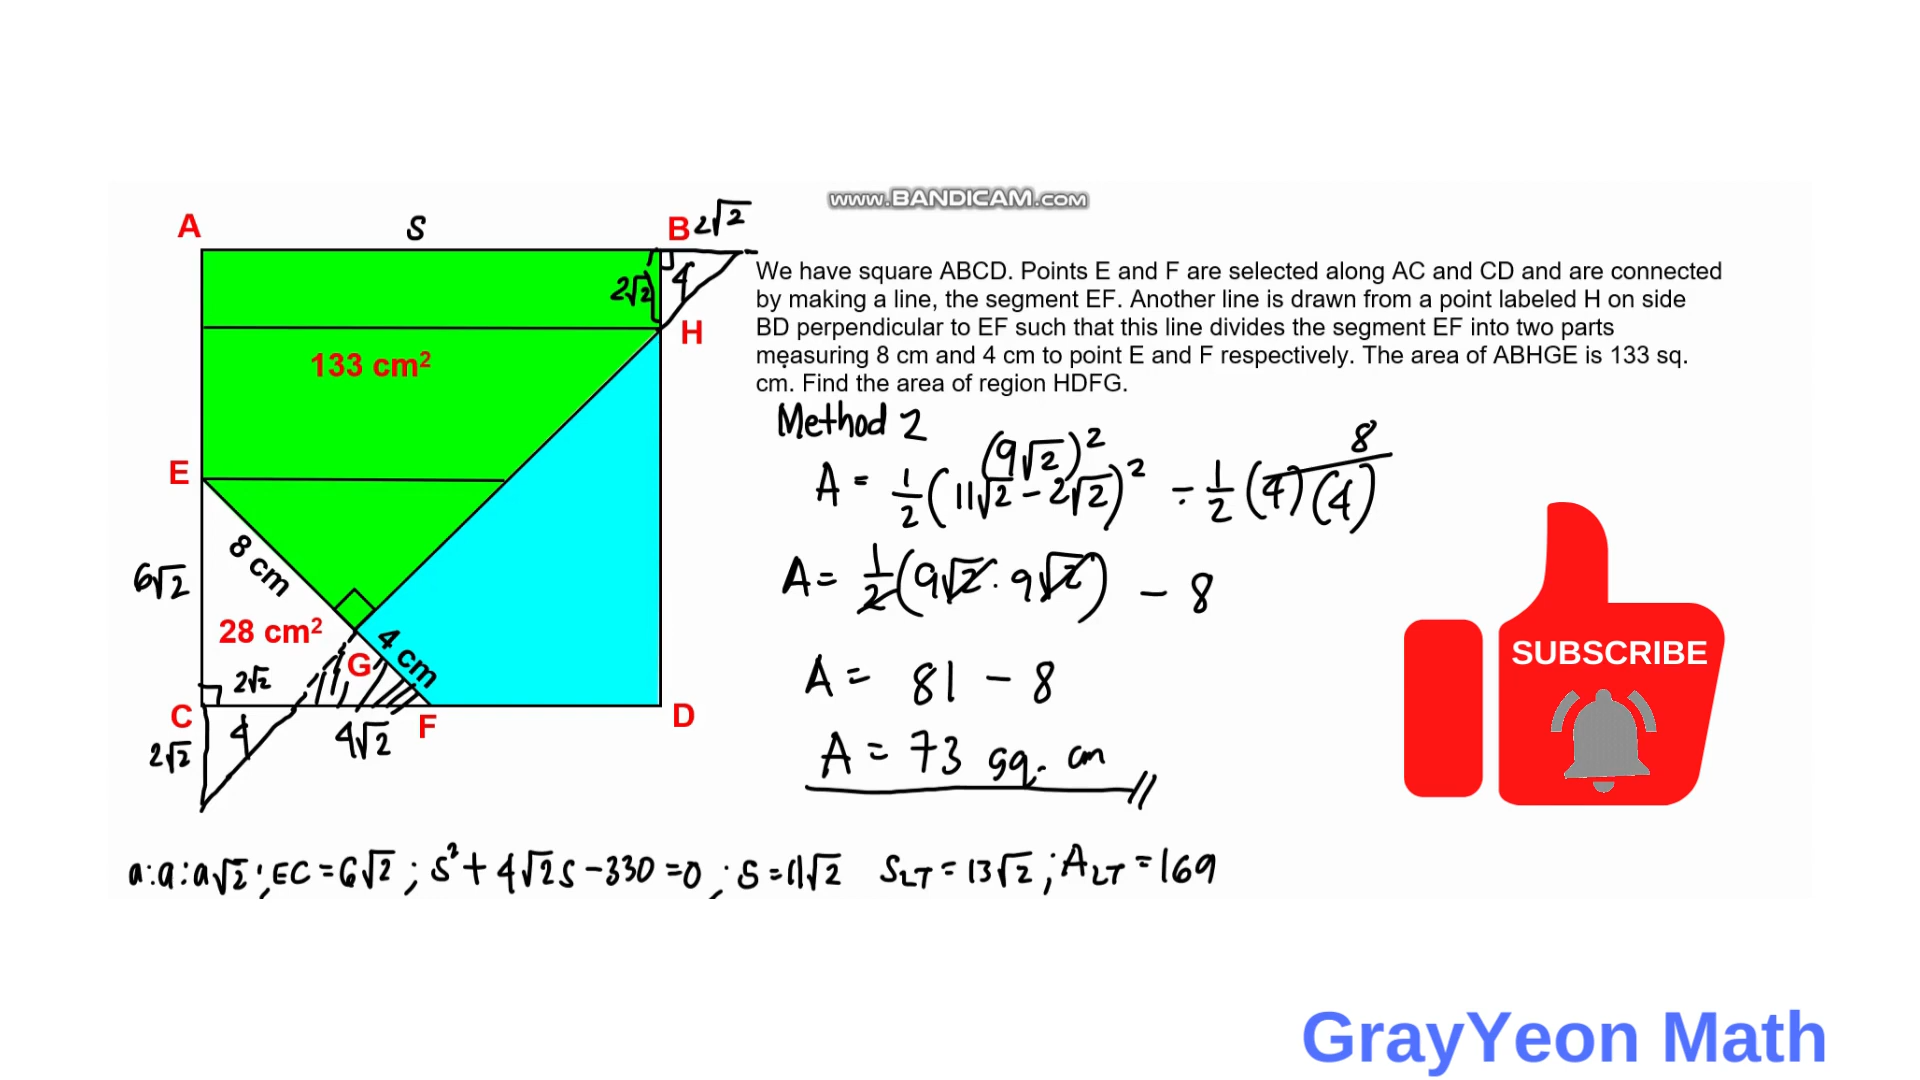 www.BANDICAM.com
A
S
B
2√2
2√2
4
H
133 cm²
We have square ABCD. Points E and F are selected along AC and CD and are connected
by making a line, the segment EF. Another line is drawn from a point labeled H on side
BD perpendicular to EF such that this line divides the segment EF into two parts
measuring 8 cm and 4 cm to point E and F respectively. The area of ABHGE is 133 sq.
cm. Find the area of region HDFG.
Method 2
(9√2)²
8
A = 1/2 (11√2 - 2√2)² ÷ 1/2 (4)(4)
E
8 cm
6√2
A = 1/2 (9√2 · 9√2) - 8
28 cm²
G
4 cm
2√2
A = 81 - 8
C
4
2√2
4√2
F
D
A = 73 sq. cm
SUBSCRIBE
a:a:a√2 ; EC = 6√2 ; S² + 4√2S - 330 = 0 ; S = 11√2 S_LT = 13√2 ; A_LT = 169
GrayYeon Math